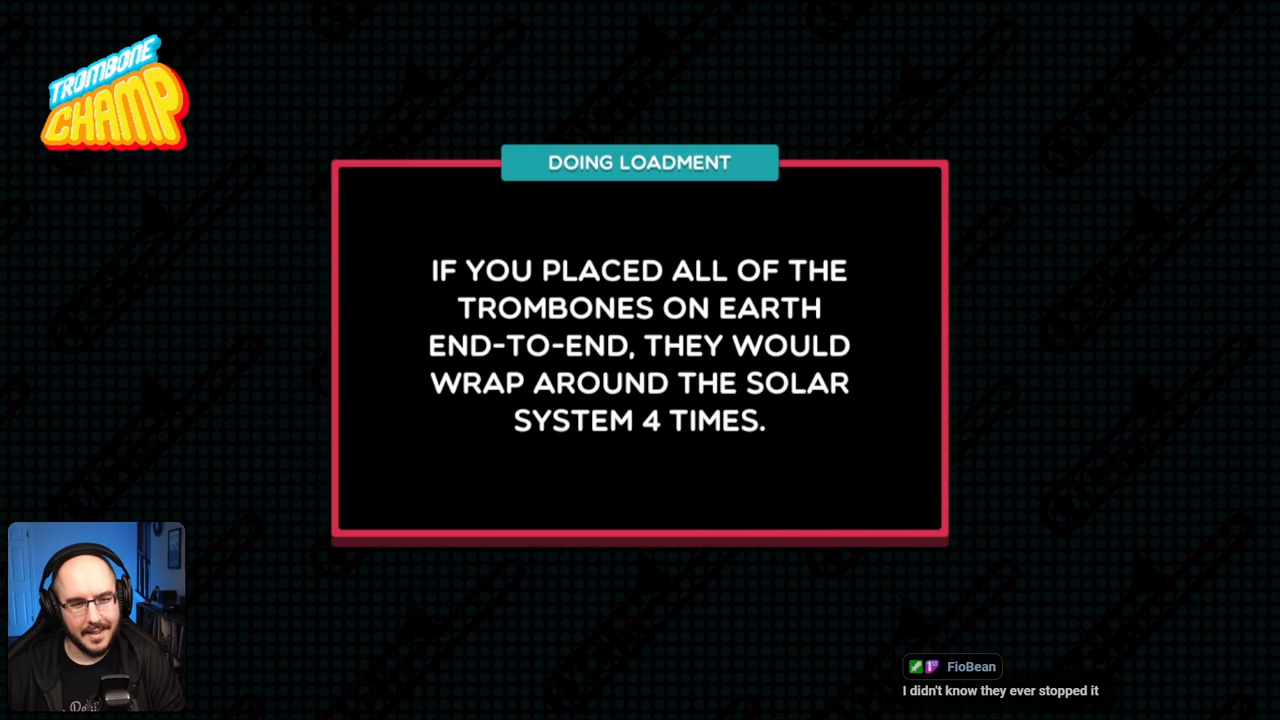 TROMBONE
CHAMP
DOING LOADMENT
IF YOU PLACED ALL OF THE
TROMBONES ON EARTH
END-TO-END, THEY WOULD
WRAP AROUND THE SOLAR
SYSTEM 4 TIMES.
FioBean
I didn't know they ever stopped it